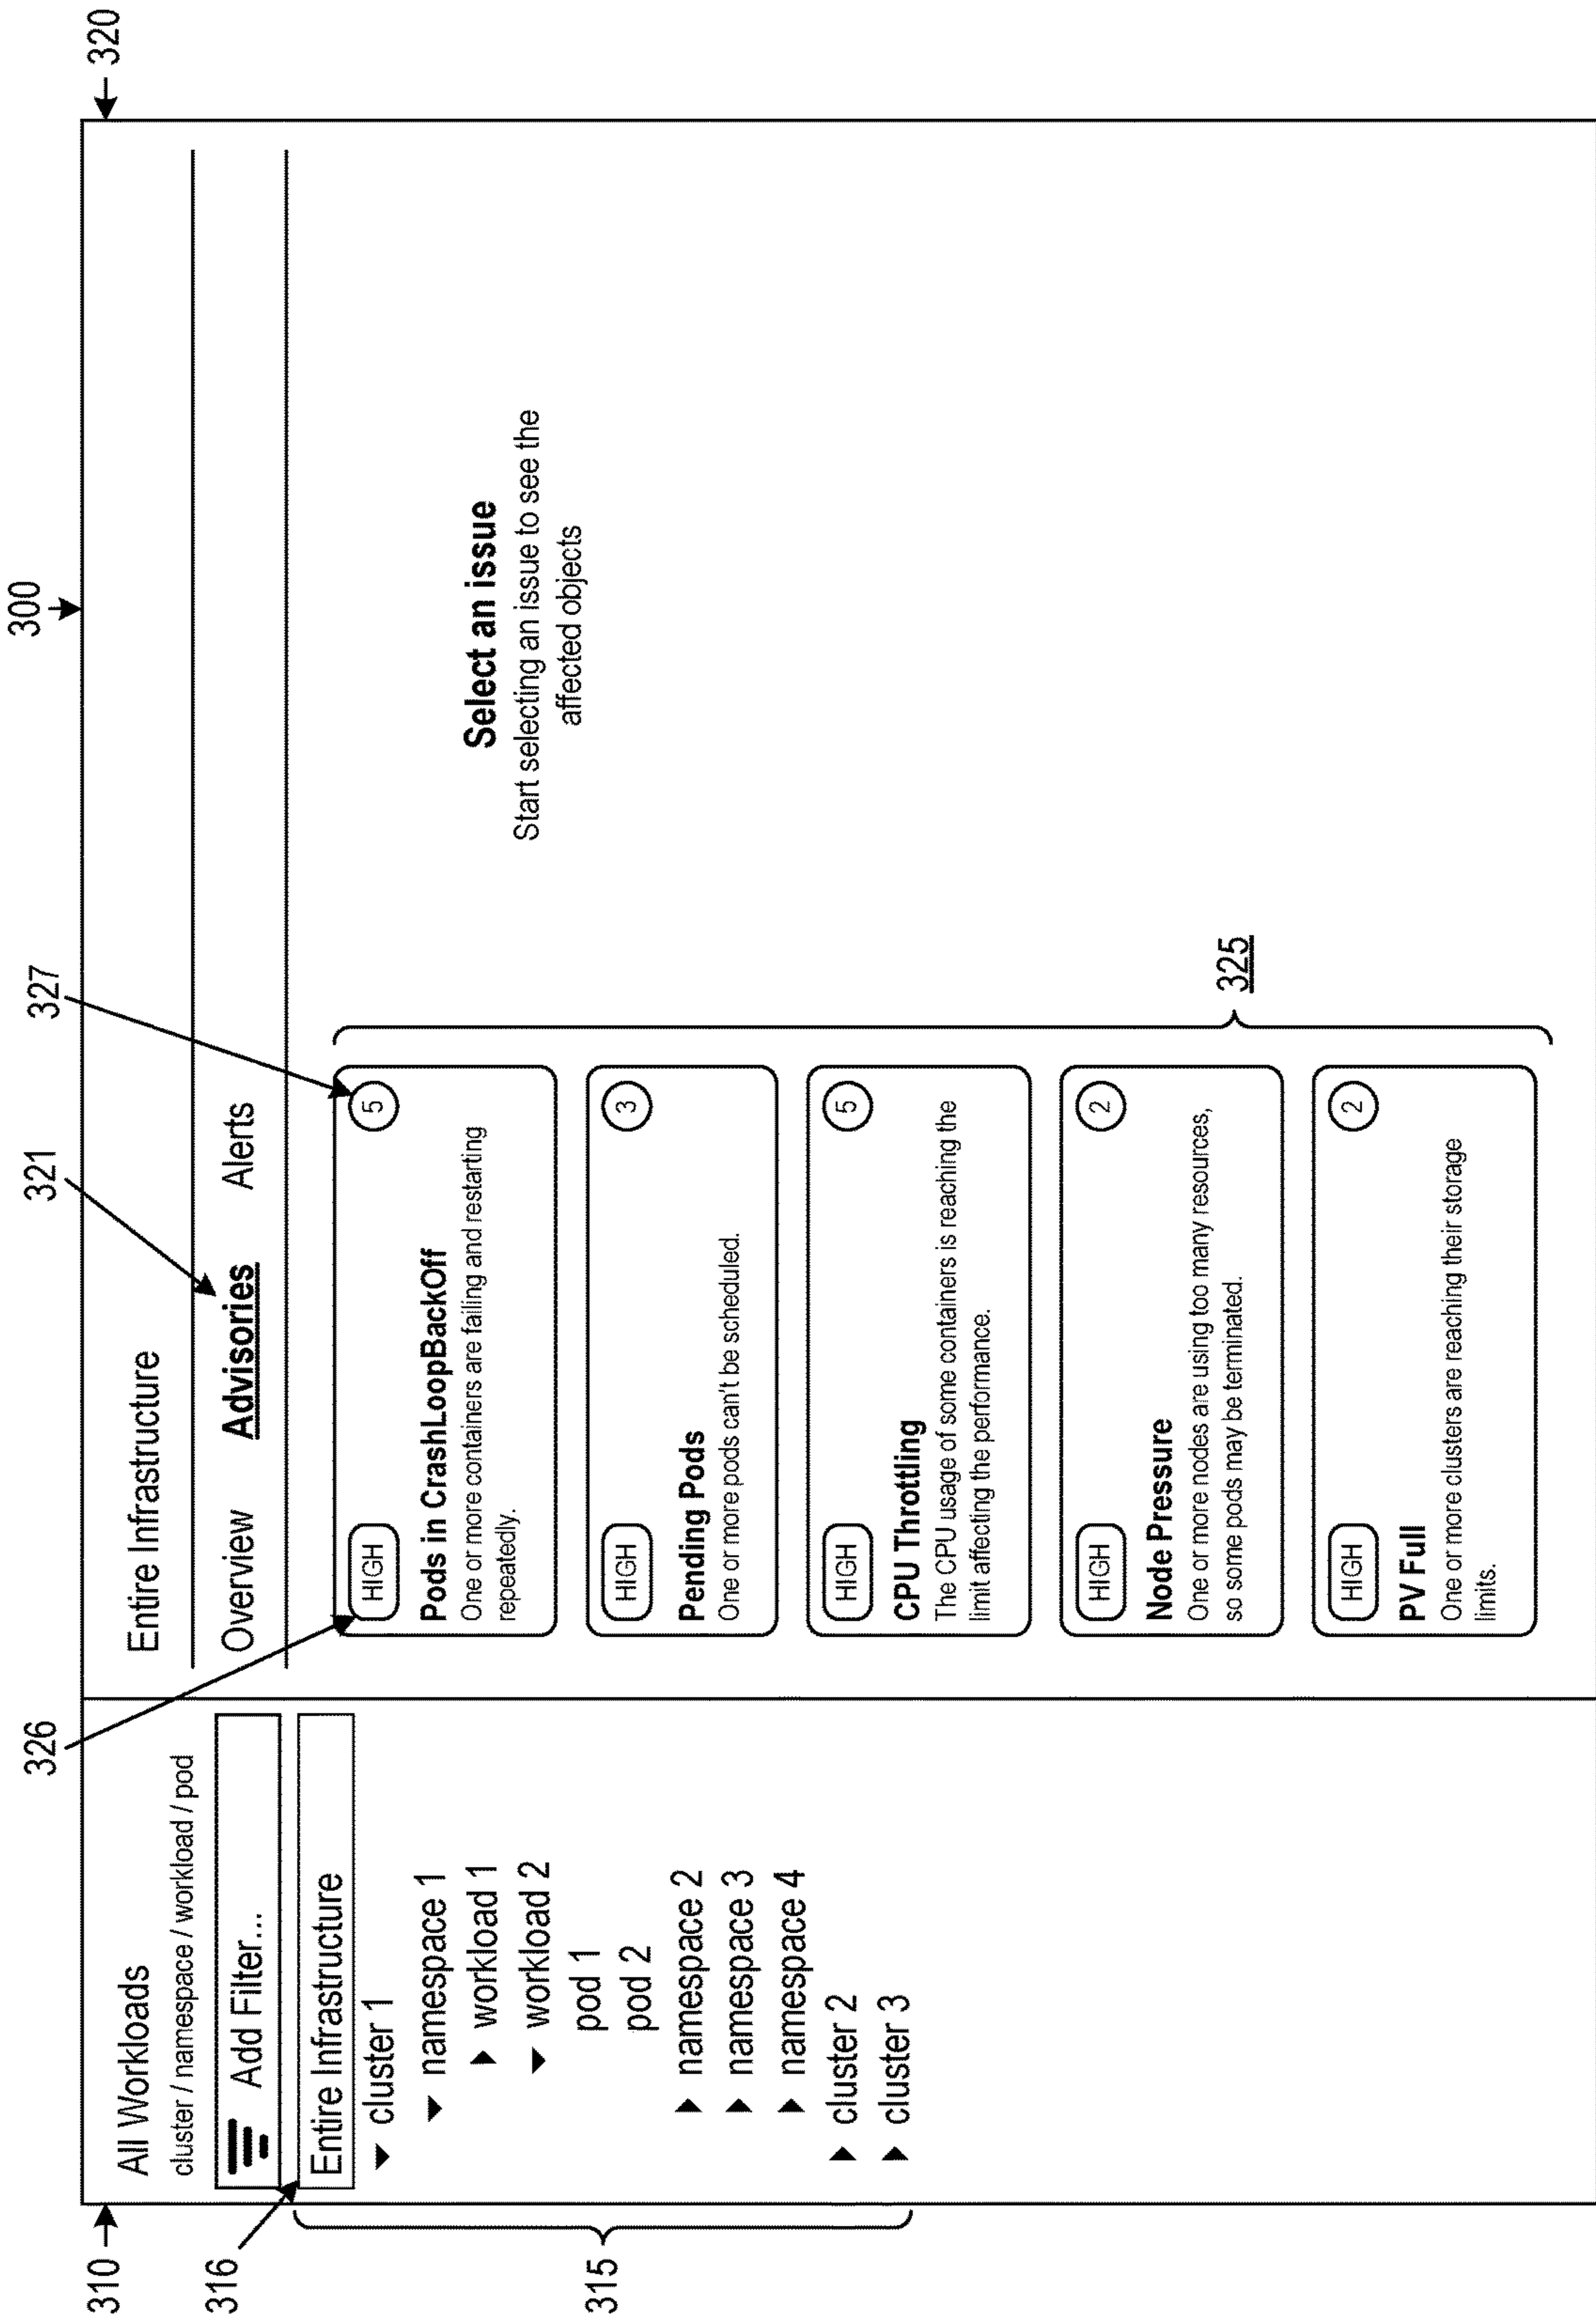 300
310
320
316
315
326
321
327
325
All Workloads
cluster / namespace / workload / pod
Add Filter...
Entire Infrastructure
cluster 1
namespace 1
workload 1
workload 2
pod 1
pod 2
namespace 2
namespace 3
namespace 4
cluster 2
cluster 3
Entire Infrastructure
Overview Advisories Alerts
HIGH 5
Pods in CrashLoopBackOff
One or more containers are failing and restarting
repeatedly.
HIGH 3
Pending Pods
One or more pods can't be scheduled.
HIGH 5
CPU Throttling
The CPU usage of some containers is reaching the
limit affecting the performance.
HIGH 2
Node Pressure
One or more nodes are using too many resources,
so some pods may be terminated.
HIGH 2
PV Full
One or more clusters are reaching their storage
limits.
Select an issue
Start selecting an issue to see the
affected objects